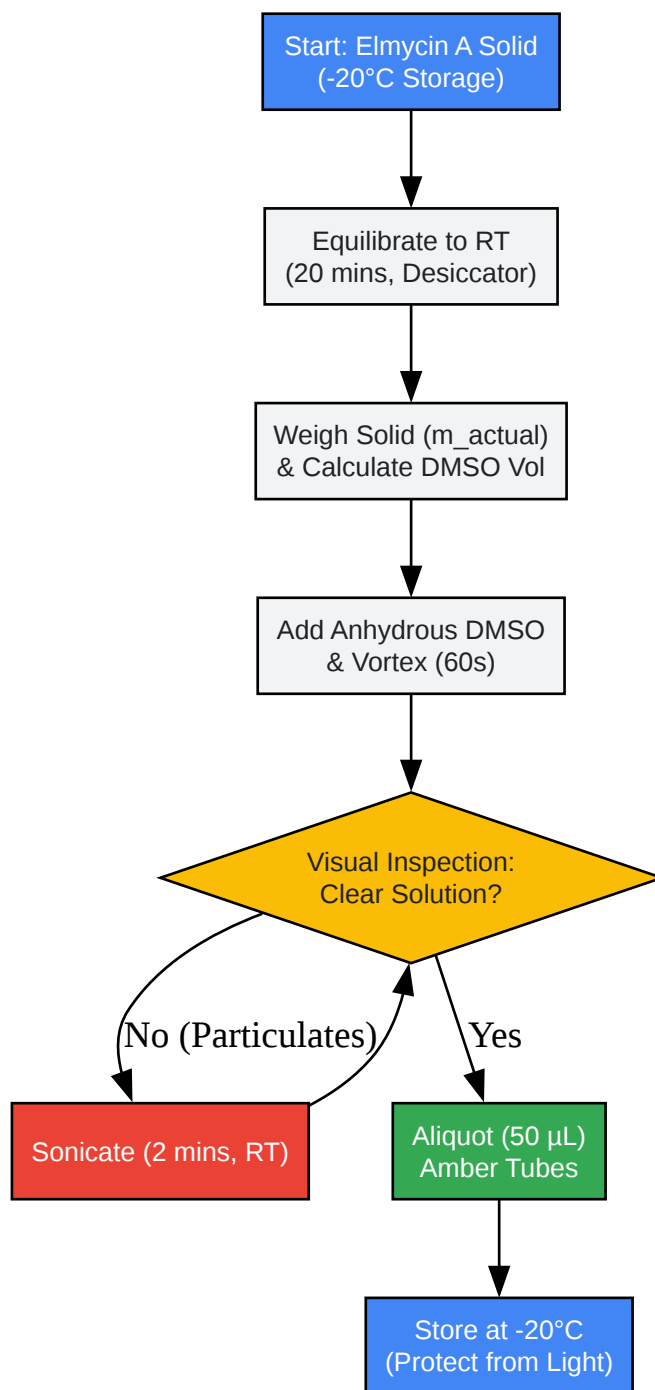 Start: Elmycin A Solid
(-20°C Storage)
Equilibrate to RT
(20 mins, Desiccator)
Weigh Solid (m_actual)
& Calculate DMSO Vol
Add Anhydrous DMSO
& Vortex (60s)
Visual Inspection:
Clear Solution?
No (Particulates)
Yes
Sonicate (2 mins, RT)
Aliquot (50 µL)
Amber Tubes
Store at -20°C
(Protect from Light)